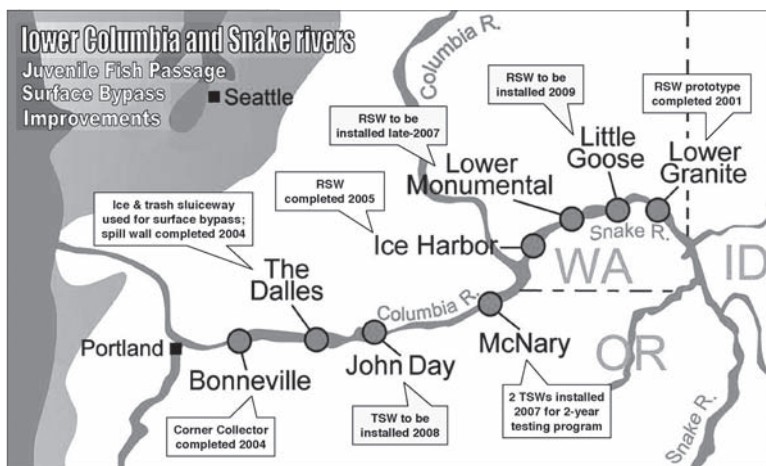 lower Columbia and Snake rivers
Juvenile Fish Passage
Surface Bypass
Improvements
Seattle
Columbia R.
RSW to be
installed 2009
RSW prototype
completed 2001
RSW to be
installed late-2007
Little
Goose
Lower
Granite
Lower
Monumental
RSW
completed 2005
Ice & trash sluiceway
used for surface bypass;
spill wall completed 2004
Ice Harbor
Snake R.
WA
ID
The
Dalles
Columbia R.
Portland
Bonneville
John Day
McNary
OR
Corner Collector
completed 2004
TSW to be
installed 2008
2 TSWs installed
2007 for 2-year
testing program
Snake R.